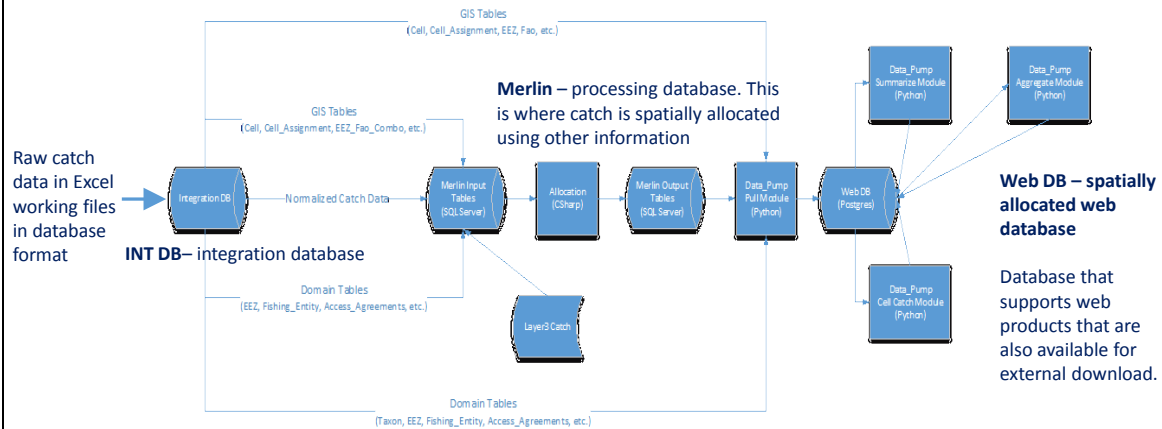 GIS Tables
(Cell, Cell_Assignment, EEZ, Fao, etc.)
GIS Tables
(Cell, Cell_Assignment, EEZ_Fao_Combo, etc.)
Merlin – processing database. This
is where catch is spatially allocated
using other information
Data_Pump
Summarize Module
(Python)
Data_Pump
Aggregate Module
(Python)
Raw catch
data in Excel
working files
in database
format
Integration DB
Normalized Catch Data
Merlin Input
Tables
(SQL Server)
Allocation
(CSharp)
Merlin Output
Tables
(SQL Server)
Data_Pump
Pull Module
(Python)
Web DB
(Postgres)
Web DB – spatially
allocated web
database
INT DB– integration database
Domain Tables
(EEZ, Fishing_Entity, Access_Agreements, etc.)
Layer3 Catch
Data_Pump
Cell Catch Module
(Python)
Database that
supports web
products that are
also available for
external download.
Domain Tables
(Taxon, EEZ, Fishing_Entity, Access_Agreements, etc.)